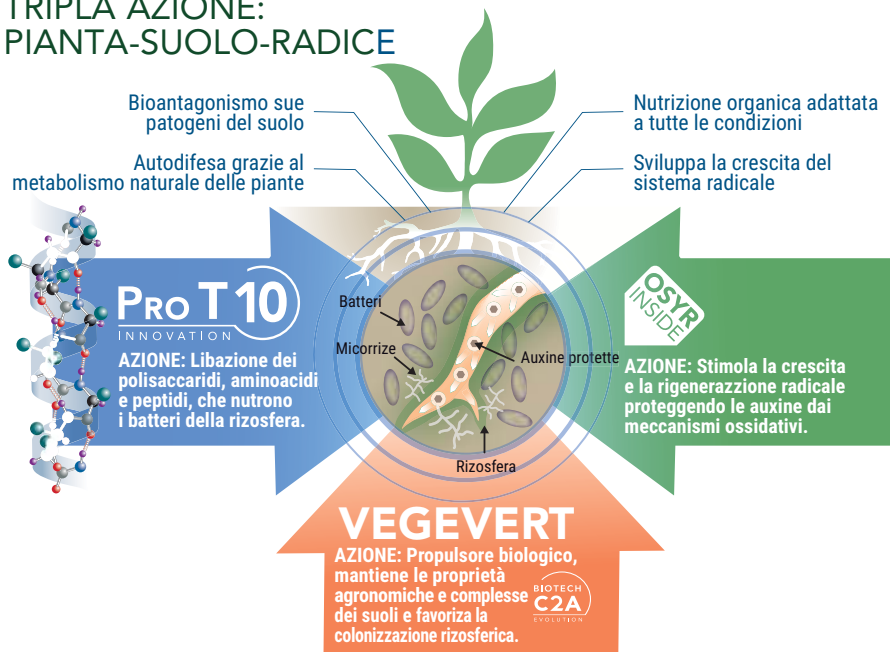 TRIPLA AZIONE:
PIANTA-SUOLO-RADICE
Bioantagonismo sue
patogeni del suolo
Autodifesa grazie al
metabolismo naturale delle piante
Nutrizione organica adattata
a tutte le condizioni
Sviluppa la crescita del
sistema radicale
PRO T10
INNOVATION
AZIONE: Libazione dei
polisaccaridi, aminoacidi
e peptidi, che nutrono
i batteri della rizosfera.
Batteri
Micorrize
Auxine protette
Rizosfera
OSYR
INSIDE
AZIONE: Stimola la crescita
e la rigenerazzione radicale
proteggendo le auxine dai
meccanismi ossidativi.
VEGEVERT
AZIONE: Propulsore biologico,
mantiene le proprietà
agronomiche e complesse
dei suoli e favoriza la
colonizzazione rizosferica.
BIOTECH
C2A
EVOLUTION